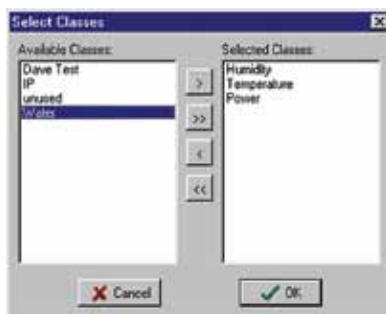 Select Classes
Available Classes:
Dave Test
IP
unused
Water
>
>>
<
<<
Selected Classes:
Humidity
Temperature
Power
Cancel
OK